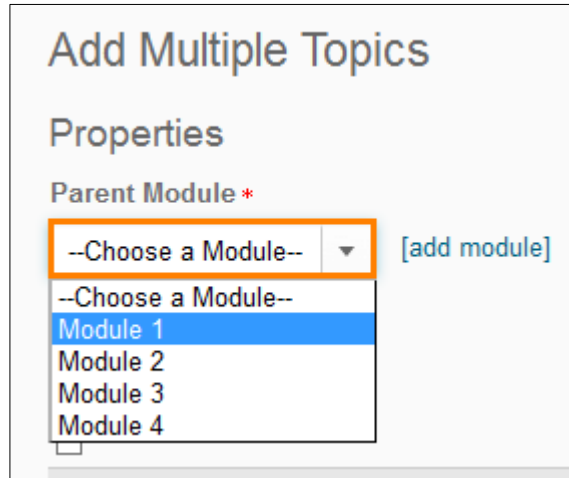 Add Multiple Topics
Properties
Parent Module *
--Choose a Module-- [add module]
--Choose a Module--
Module 1
Module 2
Module 3
Module 4